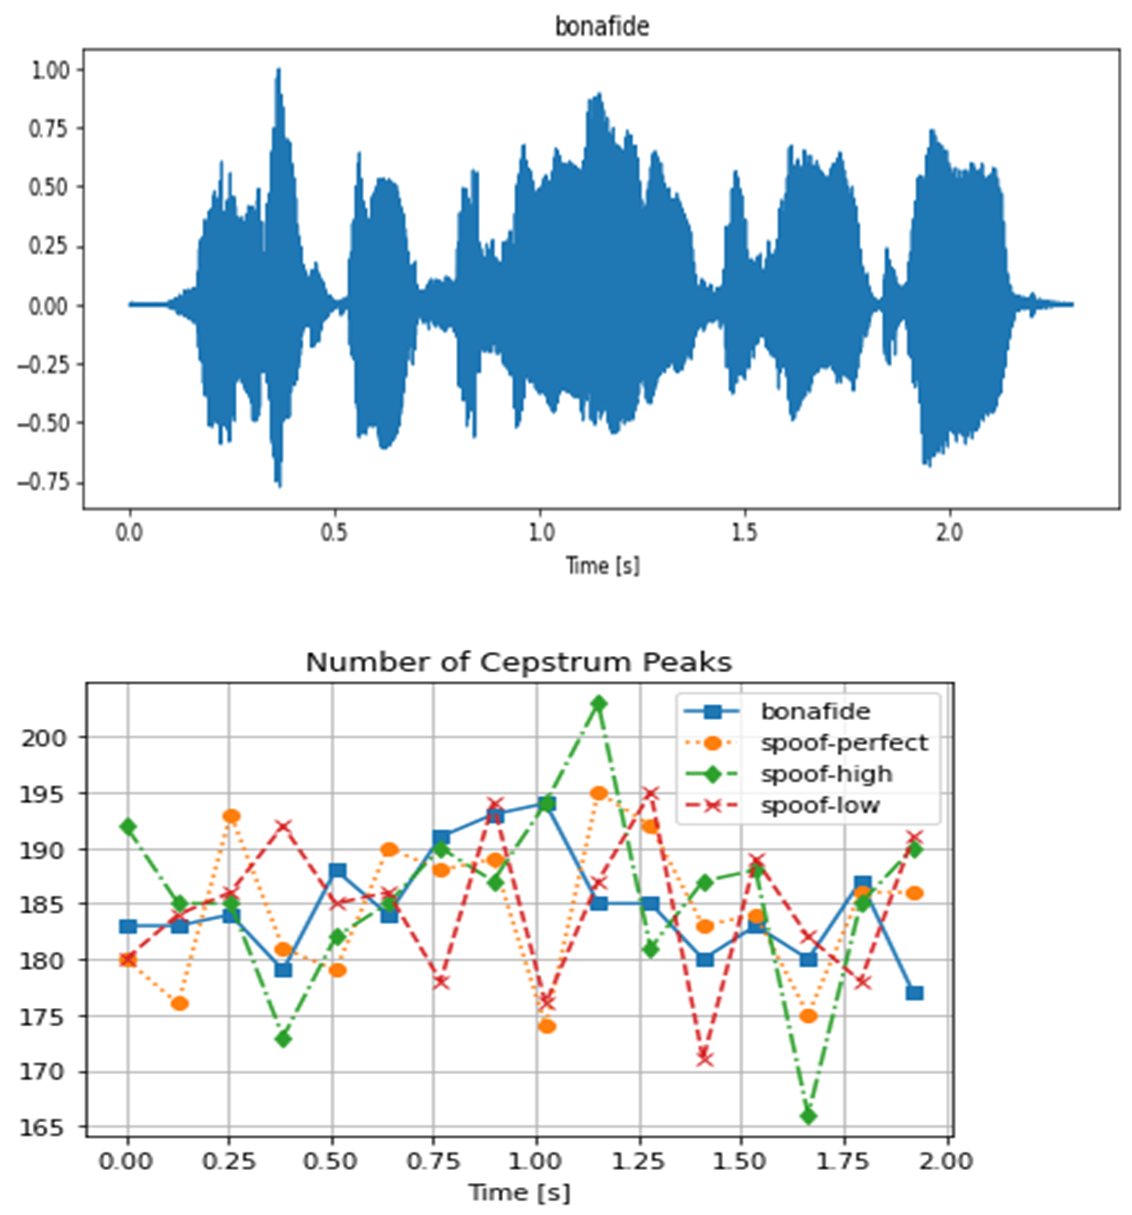 bonafide
1.00
0.75
0.50
0.25
0.00
−0.25
−0.50
−0.75
0.0 0.5 1.0 1.5 2.0
Time [s]
Number of Cepstrum Peaks
bonafide
spoof-perfect
spoof-high
spoof-low
200
195
190
185
180
175
170
165
0.00 0.25 0.50 0.75 1.00 1.25 1.50 1.75 2.00
Time [s]